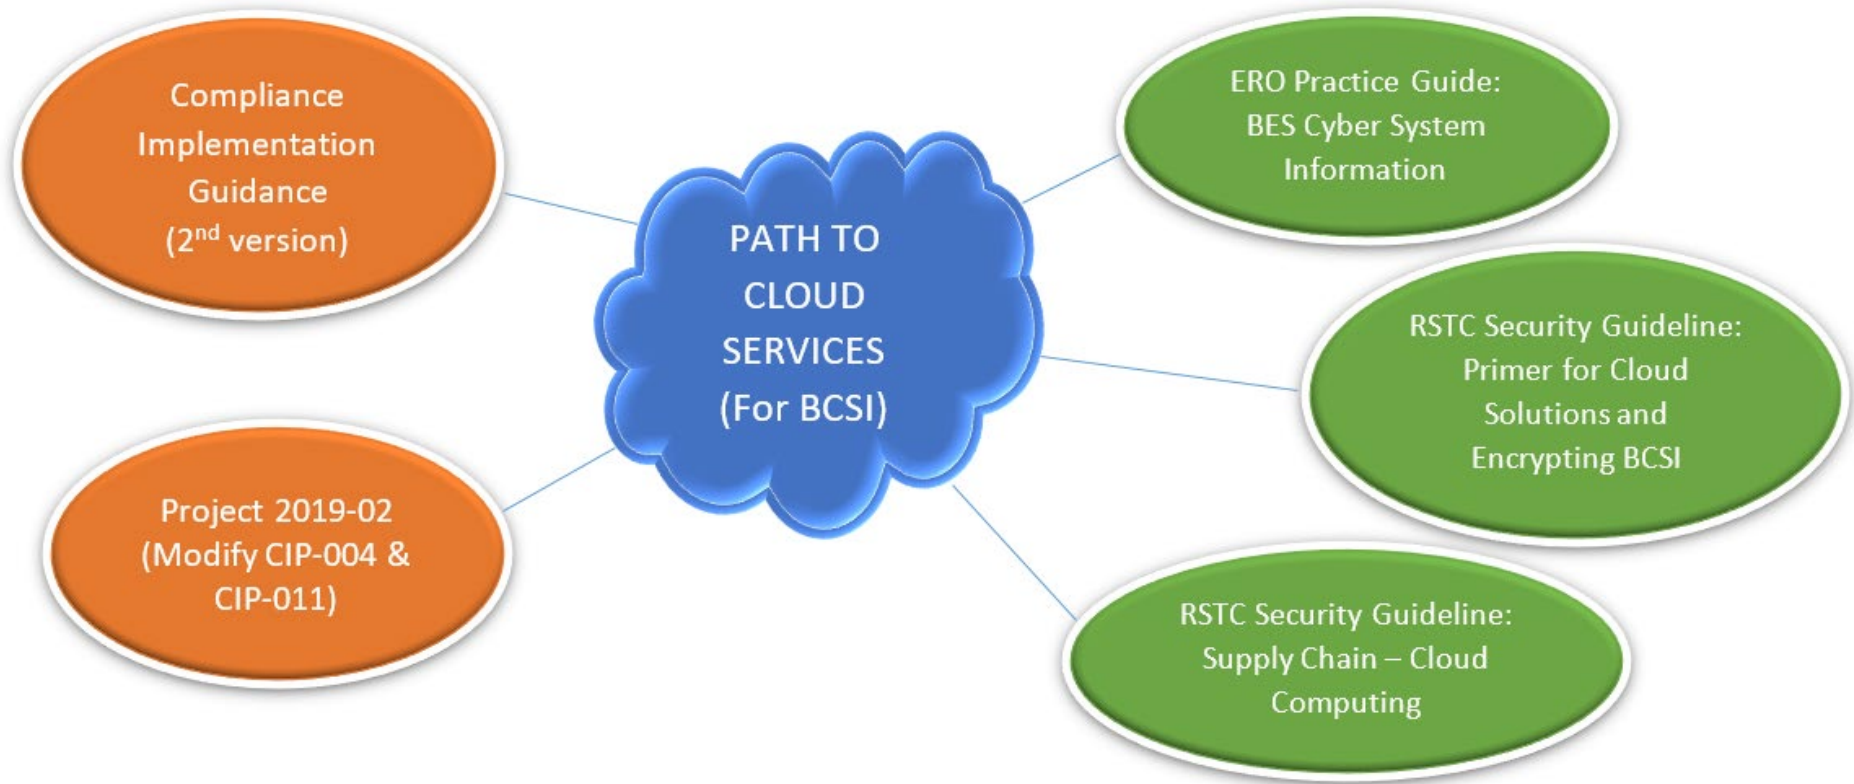 Compliance
Implementation
Guidance
(2nd version)
Project 2019-02
(Modify CIP-004 &
CIP-011)
PATH TO
CLOUD
SERVICES
(For BCSI)
ERO Practice Guide:
BES Cyber System
Information
RSTC Security Guideline:
Primer for Cloud
Solutions and
Encrypting BCSI
RSTC Security Guideline:
Supply Chain – Cloud
Computing